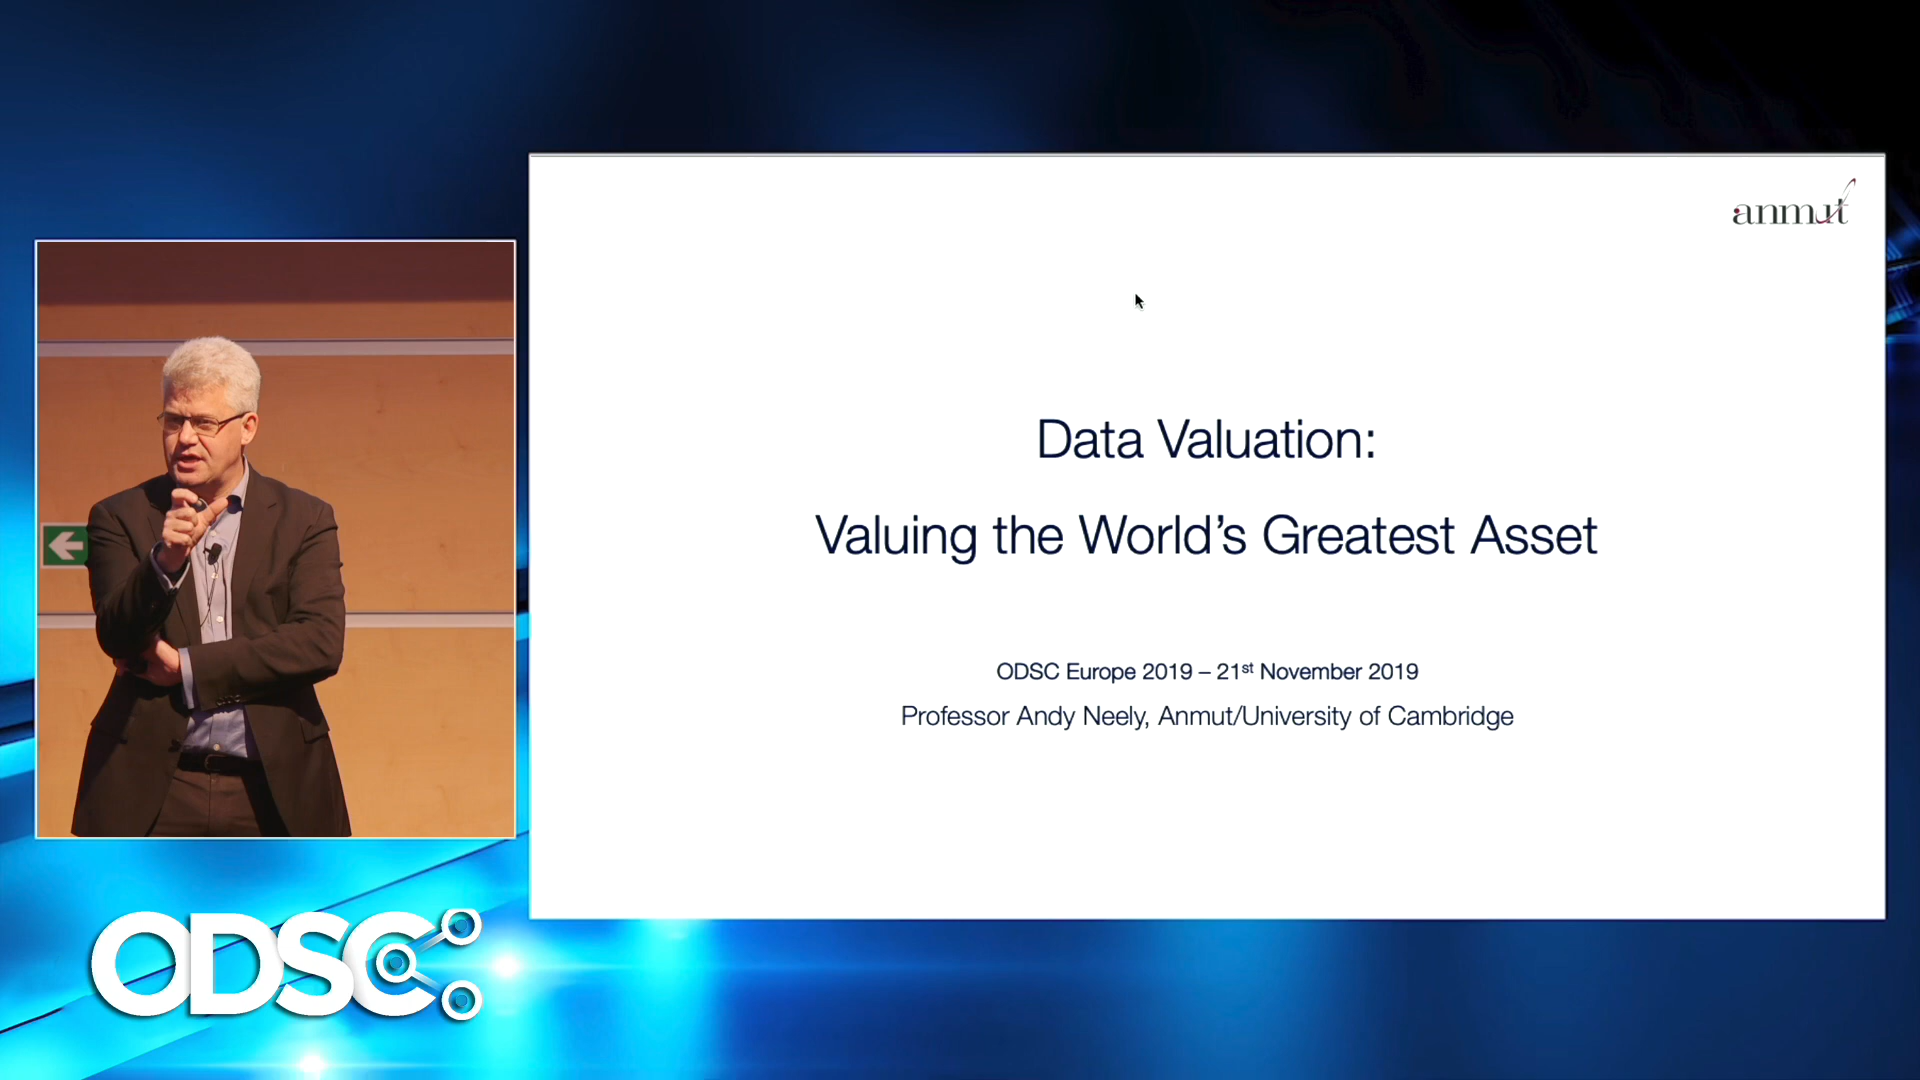 anmut
Data Valuation:
Valuing the World's Greatest Asset
ODSC Europe 2019 – 21st November 2019
Professor Andy Neely, Anmut/University of Cambridge
ODSC